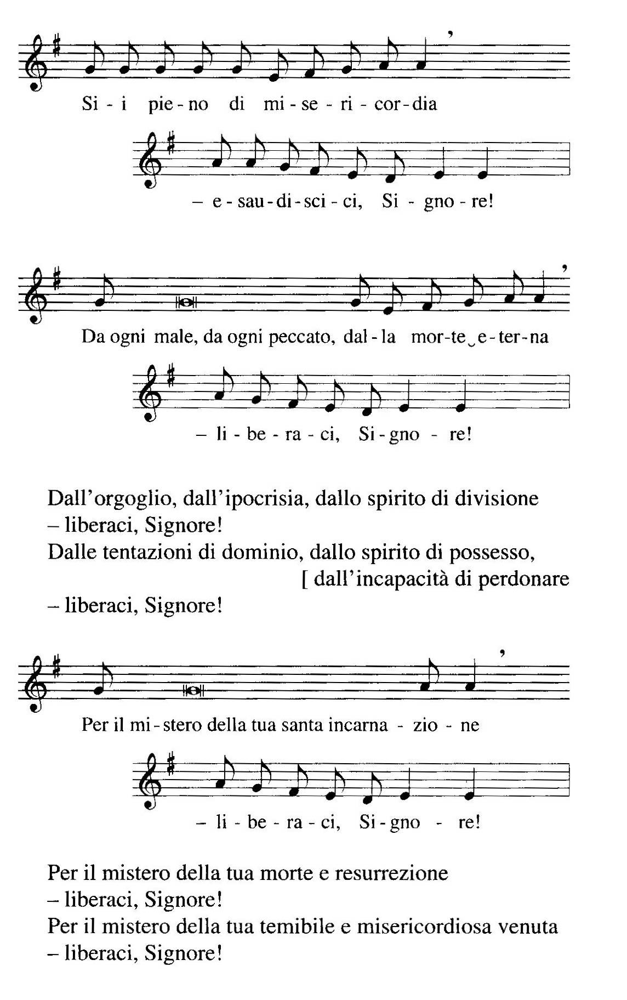 Si - i pie - no di mi - se - ri - cor - dia
– e - sau - di - sci - ci, Si - gno - re!
Da ogni male, da ogni peccato, dal - la mor - te‿e - ter - na
– li - be - ra - ci, Si - gno - re!
Dall'orgoglio, dall'ipocrisia, dallo spirito di divisione
– liberaci, Signore!
Dalle tentazioni di dominio, dallo spirito di possesso,
[ dall'incapacità di perdonare
– liberaci, Signore!
Per il mi - stero della tua santa incarna - zio - ne
– li - be - ra - ci, Si - gno - re!
Per il mistero della tua morte e resurrezione
– liberaci, Signore!
Per il mistero della tua temibile e misericordiosa venuta
– liberaci, Signore!